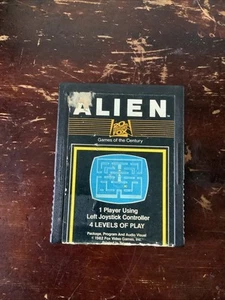 ALIEN
20th
CENTURY
FOX
Games of the Century
1 Player Using
Left Joystick Controller
4 LEVELS OF PLAY
Package, Program And Audio Visual
© 1982 Fox Video Games, Inc.